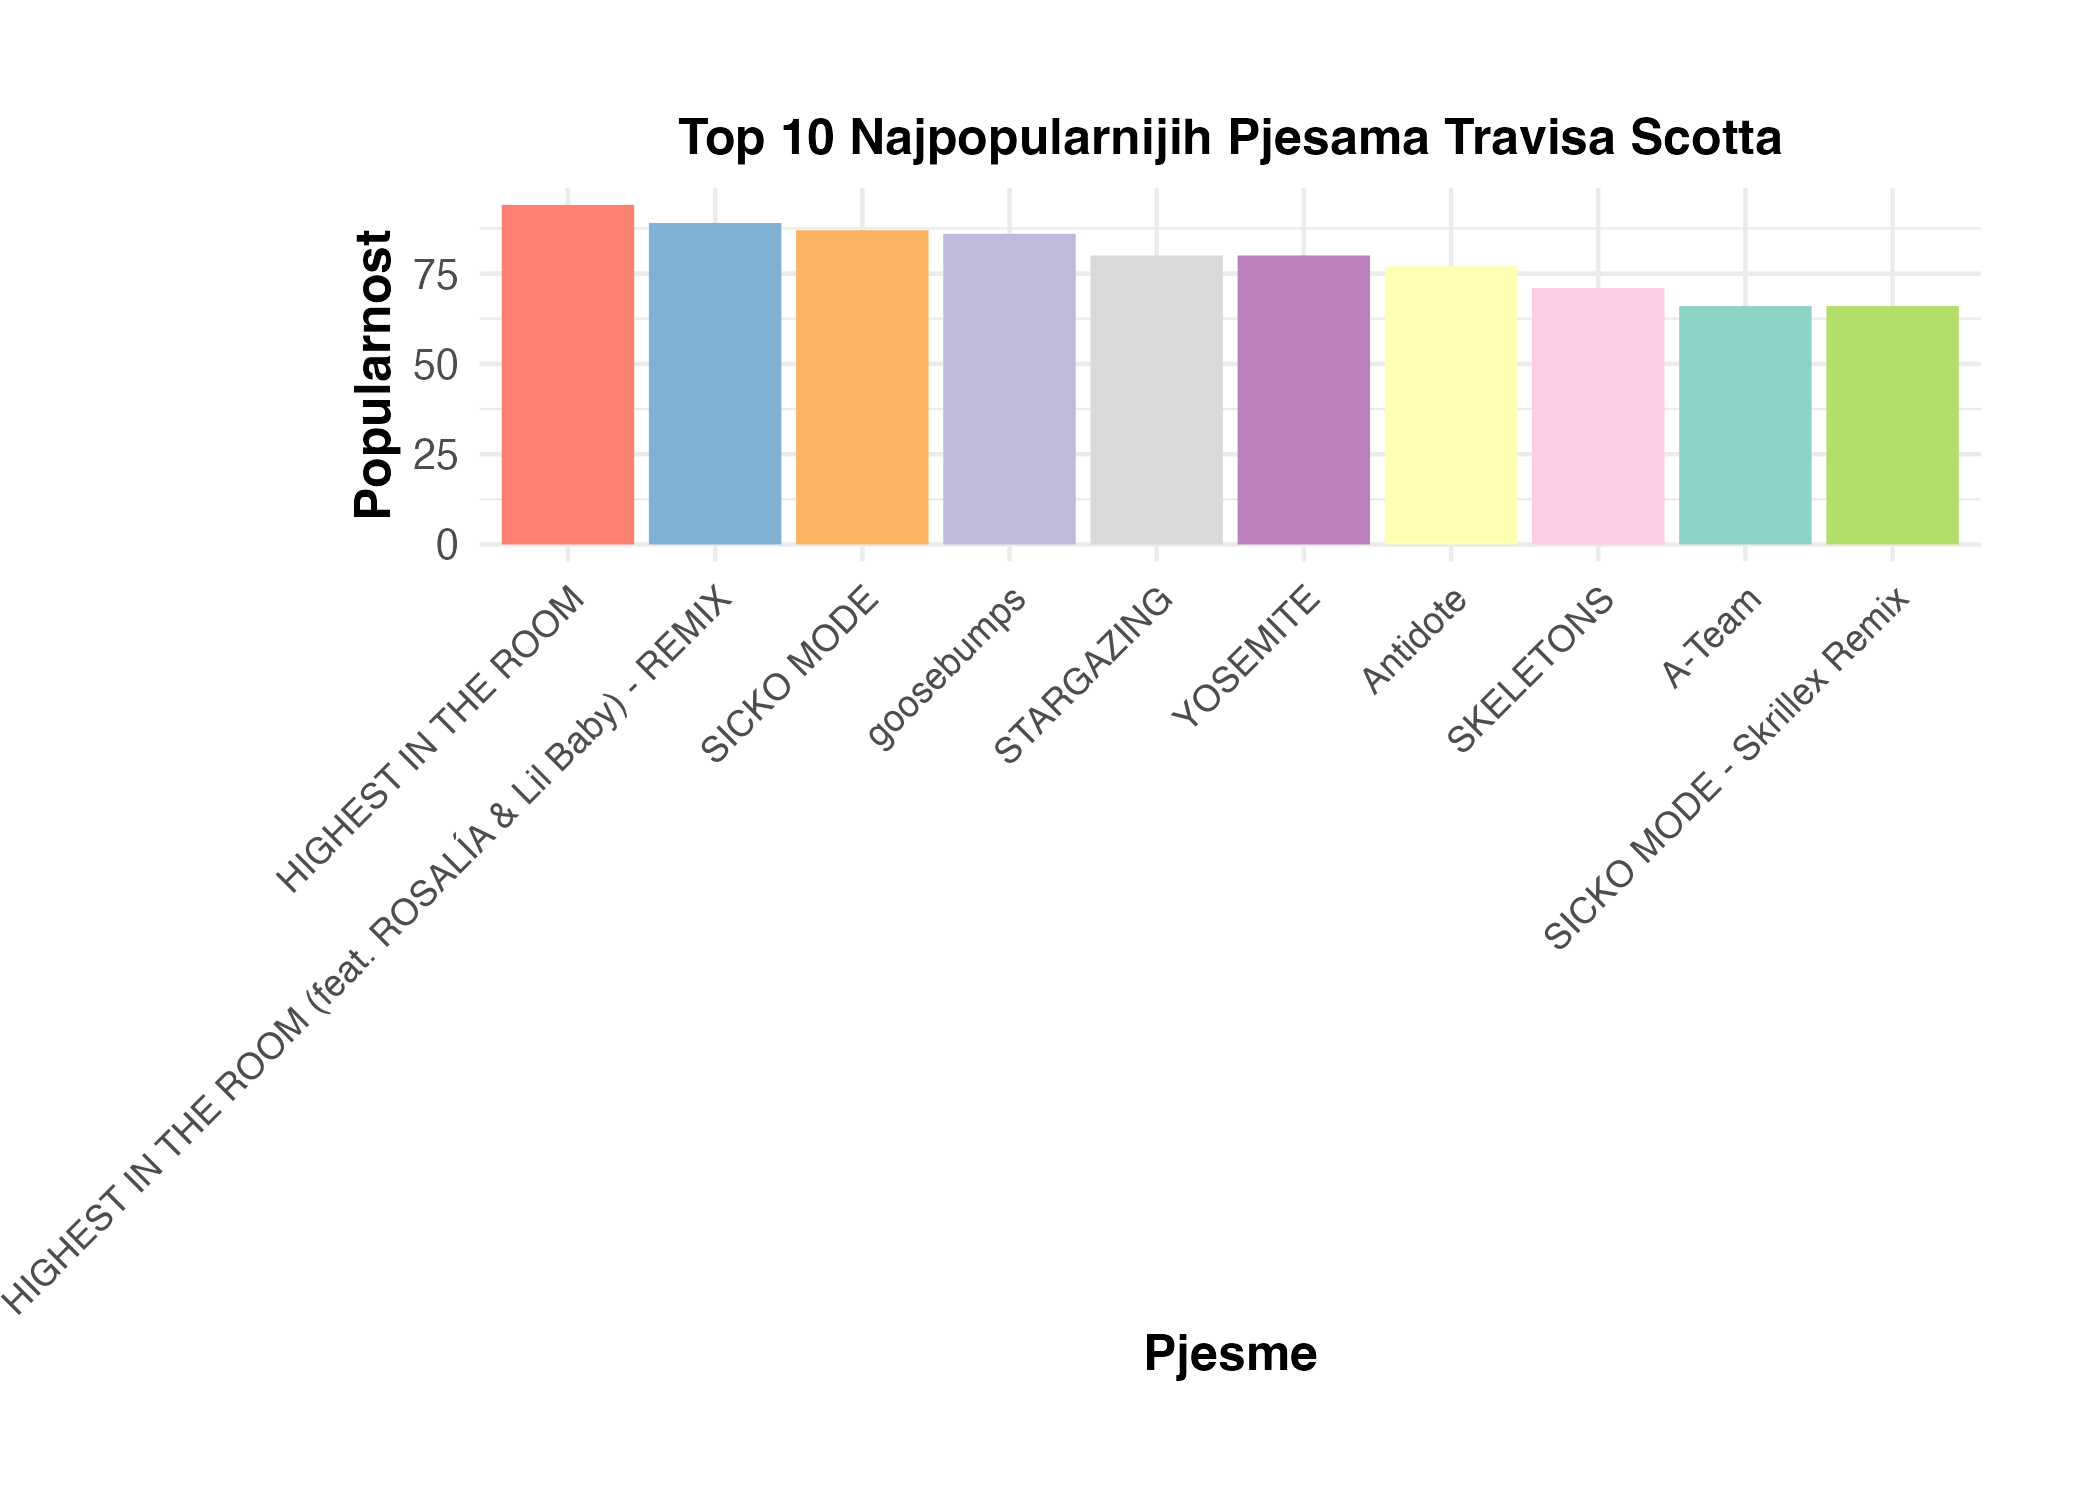 Top 10 Najpopularnijih Pjesama Travisa Scotta
Popularnost
75
50
25
0
HIGHEST IN THE ROOM
HIGHEST IN THE ROOM (feat. ROSALÍA & Lil Baby) - REMIX
SICKO MODE
goosebumps
STARGAZING
YOSEMITE
Antidote
SKELETONS
A-Team
SICKO MODE - Skrillex Remix
Pjesme